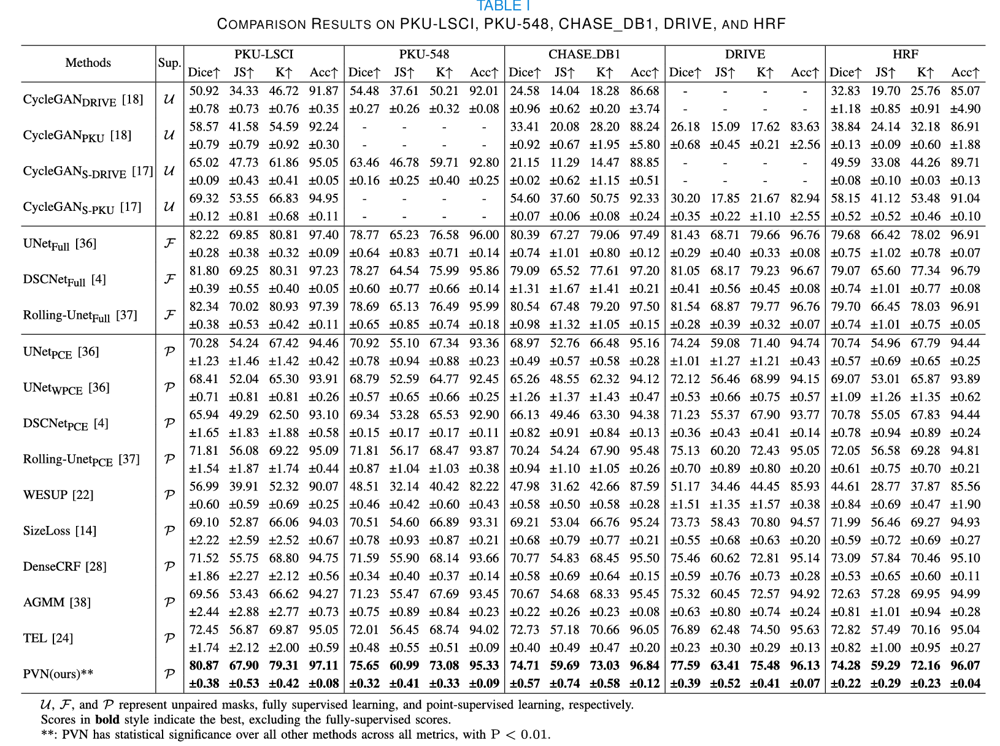 TABLE I
COMPARISON RESULTS ON PKU-LSCI, PKU-548, CHASE_DB1, DRIVE, AND HRF
Methods Sup. PKU-LSCI PKU-548 CHASE_DB1 DRIVE HRF
Dice↑ JS↑ K↑ Acc↑ Dice↑ JS↑ K↑ Acc↑ Dice↑ JS↑ K↑ Acc↑ Dice↑ JS↑ K↑ Acc↑ Dice↑ JS↑ K↑ Acc↑
CycleGAN_DRIVE [18] 𝒰 50.92 34.33 46.72 91.87 54.48 37.61 50.21 92.01 24.58 14.04 18.28 86.68 - - - - 32.83 19.70 25.76 85.07
±0.78 ±0.73 ±0.76 ±0.35 ±0.27 ±0.26 ±0.32 ±0.08 ±0.96 ±0.62 ±0.20 ±3.74 - - - - ±1.18 ±0.85 ±0.91 ±4.90
CycleGAN_PKU [18] 𝒰 58.57 41.58 54.59 92.24 - - - - 33.41 20.08 28.20 88.24 26.18 15.09 17.62 83.63 38.84 24.14 32.18 86.91
±0.79 ±0.79 ±0.92 ±0.30 - - - - ±0.92 ±0.67 ±1.95 ±5.80 ±0.68 ±0.45 ±0.21 ±2.56 ±0.13 ±0.09 ±0.60 ±1.88
CycleGAN_S-DRIVE [17] 𝒰 65.02 47.73 61.86 95.05 63.46 46.78 59.71 92.80 21.15 11.29 14.47 88.85 - - - - 49.59 33.08 44.26 89.71
±0.09 ±0.43 ±0.41 ±0.05 ±0.16 ±0.25 ±0.40 ±0.25 ±0.02 ±0.62 ±1.15 ±0.51 - - - - ±0.08 ±0.10 ±0.03 ±0.13
CycleGAN_S-PKU [17] 𝒰 69.32 53.55 66.83 94.95 - - - - 54.60 37.60 50.75 92.33 30.20 17.85 21.67 82.94 58.15 41.12 53.48 91.04
±0.12 ±0.81 ±0.68 ±0.11 - - - - ±0.07 ±0.06 ±0.08 ±0.24 ±0.35 ±0.22 ±1.10 ±2.55 ±0.52 ±0.52 ±0.46 ±0.10
UNet_Full [36] ℱ 82.22 69.85 80.81 97.40 78.77 65.23 76.58 96.00 80.39 67.27 79.06 97.49 81.43 68.71 79.66 96.76 79.68 66.42 78.02 96.91
±0.28 ±0.38 ±0.32 ±0.09 ±0.64 ±0.83 ±0.71 ±0.14 ±0.74 ±1.01 ±0.80 ±0.12 ±0.29 ±0.40 ±0.33 ±0.08 ±0.75 ±1.02 ±0.78 ±0.07
DSCNet_Full [4] ℱ 81.80 69.25 80.31 97.23 78.27 64.54 75.99 95.86 79.09 65.52 77.61 97.20 81.05 68.17 79.23 96.67 79.07 65.60 77.34 96.79
±0.39 ±0.55 ±0.40 ±0.05 ±0.60 ±0.77 ±0.66 ±0.14 ±1.31 ±1.67 ±1.41 ±0.21 ±0.41 ±0.56 ±0.45 ±0.08 ±0.74 ±1.01 ±0.77 ±0.08
Rolling-Unet_Full [37] ℱ 82.34 70.02 80.93 97.39 78.69 65.13 76.49 95.99 80.54 67.48 79.20 97.50 81.54 68.87 79.77 96.76 79.70 66.45 78.03 96.91
±0.38 ±0.53 ±0.42 ±0.11 ±0.65 ±0.85 ±0.74 ±0.18 ±0.98 ±1.32 ±1.05 ±0.15 ±0.28 ±0.39 ±0.32 ±0.07 ±0.74 ±1.01 ±0.75 ±0.05
UNet_PCE [36] 𝒫 70.28 54.24 67.42 94.46 70.92 55.10 67.34 93.36 68.97 52.76 66.48 95.16 74.24 59.08 71.40 94.74 70.74 54.96 67.79 94.44
±1.23 ±1.46 ±1.42 ±0.42 ±0.78 ±0.94 ±0.88 ±0.23 ±0.49 ±0.57 ±0.58 ±0.28 ±1.01 ±1.27 ±1.21 ±0.43 ±0.57 ±0.69 ±0.65 ±0.25
UNet_WPCE [36] 𝒫 68.41 52.04 65.30 93.91 68.79 52.59 64.77 92.45 65.26 48.55 62.32 94.12 72.12 56.46 68.99 94.15 69.07 53.01 65.87 93.89
±0.71 ±0.81 ±0.81 ±0.26 ±0.57 ±0.65 ±0.66 ±0.25 ±1.26 ±1.37 ±1.43 ±0.47 ±0.53 ±0.66 ±0.75 ±0.57 ±1.09 ±1.26 ±1.35 ±0.62
DSCNet_PCE [4] 𝒫 65.94 49.29 62.50 93.10 69.34 53.28 65.53 92.90 66.13 49.46 63.30 94.38 71.23 55.37 67.90 93.77 70.78 55.05 67.83 94.44
±1.65 ±1.83 ±1.88 ±0.58 ±0.15 ±0.17 ±0.17 ±0.11 ±0.82 ±0.91 ±0.84 ±0.13 ±0.36 ±0.43 ±0.41 ±0.14 ±0.78 ±0.94 ±0.89 ±0.24
Rolling-Unet_PCE [37] 𝒫 71.81 56.08 69.22 95.09 71.81 56.17 68.47 93.87 70.24 54.24 67.90 95.48 75.13 60.20 72.43 95.05 72.05 56.58 69.28 94.81
±1.54 ±1.87 ±1.74 ±0.44 ±0.87 ±1.04 ±1.03 ±0.38 ±0.94 ±1.10 ±1.05 ±0.26 ±0.70 ±0.89 ±0.80 ±0.20 ±0.61 ±0.75 ±0.70 ±0.21
WESUP [22] 𝒫 56.99 39.91 52.32 90.07 48.51 32.14 40.42 82.22 47.98 31.62 42.66 87.59 51.17 34.46 44.45 85.93 44.61 28.77 37.87 85.56
±0.60 ±0.59 ±0.69 ±0.25 ±0.46 ±0.42 ±0.60 ±0.43 ±0.58 ±0.50 ±0.58 ±0.28 ±1.51 ±1.35 ±1.57 ±0.38 ±0.84 ±0.69 ±0.47 ±1.90
SizeLoss [14] 𝒫 69.10 52.87 66.06 94.03 70.51 54.60 66.89 93.31 69.21 53.04 66.76 95.24 73.73 58.43 70.80 94.57 71.99 56.46 69.27 94.93
±2.22 ±2.59 ±2.52 ±0.67 ±0.78 ±0.93 ±0.87 ±0.21 ±0.68 ±0.79 ±0.77 ±0.21 ±0.55 ±0.68 ±0.63 ±0.20 ±0.59 ±0.72 ±0.69 ±0.27
DenseCRF [28] 𝒫 71.52 55.75 68.80 94.75 71.59 55.90 68.14 93.66 70.77 54.83 68.45 95.50 75.46 60.62 72.81 95.14 73.09 57.84 70.46 95.10
±1.86 ±2.27 ±2.12 ±0.56 ±0.34 ±0.40 ±0.37 ±0.14 ±0.58 ±0.69 ±0.64 ±0.15 ±0.59 ±0.76 ±0.73 ±0.28 ±0.53 ±0.65 ±0.60 ±0.11
AGMM [38] 𝒫 69.56 53.43 66.62 94.27 71.23 55.47 67.69 93.45 70.67 54.68 68.33 95.45 75.32 60.45 72.57 94.92 72.63 57.28 69.95 94.99
±2.44 ±2.88 ±2.77 ±0.73 ±0.75 ±0.89 ±0.84 ±0.23 ±0.22 ±0.26 ±0.23 ±0.08 ±0.63 ±0.80 ±0.74 ±0.24 ±0.81 ±1.01 ±0.94 ±0.28
TEL [24] 𝒫 72.45 56.87 69.87 95.05 72.01 56.45 68.74 94.02 72.73 57.18 70.66 96.05 76.89 62.48 74.50 95.63 72.82 57.49 70.16 95.04
±1.74 ±2.12 ±2.00 ±0.59 ±0.48 ±0.55 ±0.51 ±0.09 ±0.40 ±0.49 ±0.47 ±0.20 ±0.23 ±0.30 ±0.29 ±0.13 ±0.82 ±1.00 ±0.95 ±0.27
PVN(ours)** 𝒫 80.87 67.90 79.31 97.11 75.65 60.99 73.08 95.33 74.71 59.69 73.03 96.84 77.59 63.41 75.48 96.13 74.28 59.29 72.16 96.07
±0.38 ±0.53 ±0.42 ±0.08 ±0.32 ±0.41 ±0.33 ±0.09 ±0.57 ±0.74 ±0.58 ±0.12 ±0.39 ±0.52 ±0.41 ±0.07 ±0.22 ±0.29 ±0.23 ±0.04
𝒰, ℱ, and 𝒫 represent unpaired masks, fully supervised learning, and point-supervised learning, respectively.
Scores in bold style indicate the best, excluding the fully-supervised scores.
**: PVN has statistical significance over all other methods across all metrics, with P < 0.01.